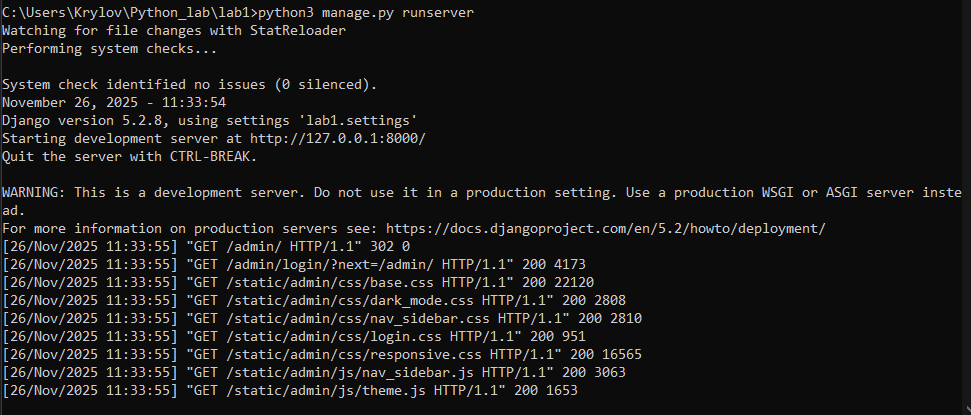 C:\Users\Krylov\Python_lab\lab1>python3 manage.py runserver
Watching for file changes with StatReloader
Performing system checks...
System check identified no issues (0 silenced).
November 26, 2025 - 11:33:54
Django version 5.2.8, using settings 'lab1.settings'
Starting development server at http://127.0.0.1:8000/
Quit the server with CTRL-BREAK.
WARNING: This is a development server. Do not use it in a production setting. Use a production WSGI or ASGI server inste
ad.
For more information on production servers see: https://docs.djangoproject.com/en/5.2/howto/deployment/
[26/Nov/2025 11:33:55] "GET /admin/ HTTP/1.1" 302 0
[26/Nov/2025 11:33:55] "GET /admin/login/?next=/admin/ HTTP/1.1" 200 4173
[26/Nov/2025 11:33:55] "GET /static/admin/css/base.css HTTP/1.1" 200 22120
[26/Nov/2025 11:33:55] "GET /static/admin/css/dark_mode.css HTTP/1.1" 200 2808
[26/Nov/2025 11:33:55] "GET /static/admin/css/nav_sidebar.css HTTP/1.1" 200 2810
[26/Nov/2025 11:33:55] "GET /static/admin/css/login.css HTTP/1.1" 200 951
[26/Nov/2025 11:33:55] "GET /static/admin/css/responsive.css HTTP/1.1" 200 16565
[26/Nov/2025 11:33:55] "GET /static/admin/js/nav_sidebar.js HTTP/1.1" 200 3063
[26/Nov/2025 11:33:55] "GET /static/admin/js/theme.js HTTP/1.1" 200 1653